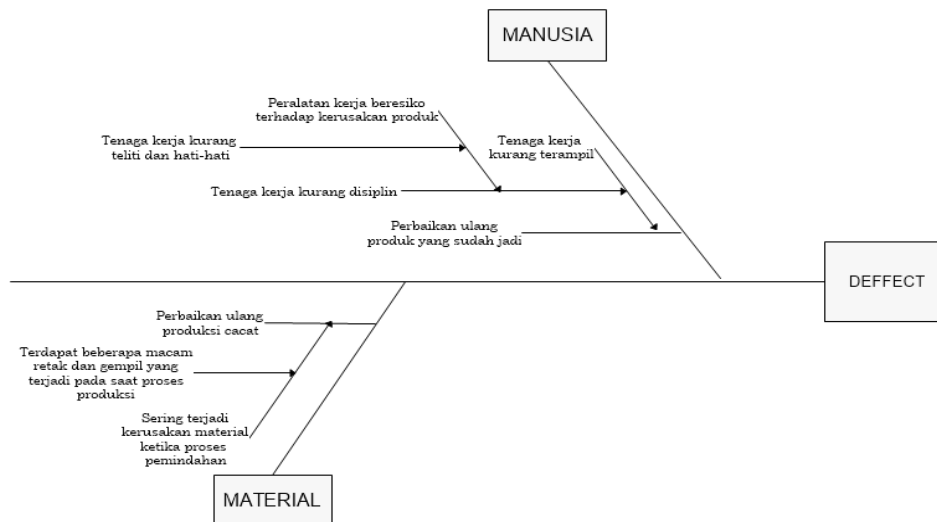 MANUSIA
Peralatan kerja beresiko
terhadap kerusakan produk
Tenaga kerja kurang
teliti dan hati-hati
Tenaga kerja
kurang terampil
Tenaga kerja kurang disiplin
Perbaikan ulang
produk yang sudah jadi
DEFFECT
Perbaikan ulang
produksi cacat
Terdapat beberapa macam
retak dan gempil yang
terjadi pada saat proses
produksi
Sering terjadi
kerusakan material
ketika proses
pemindahan
MATERIAL